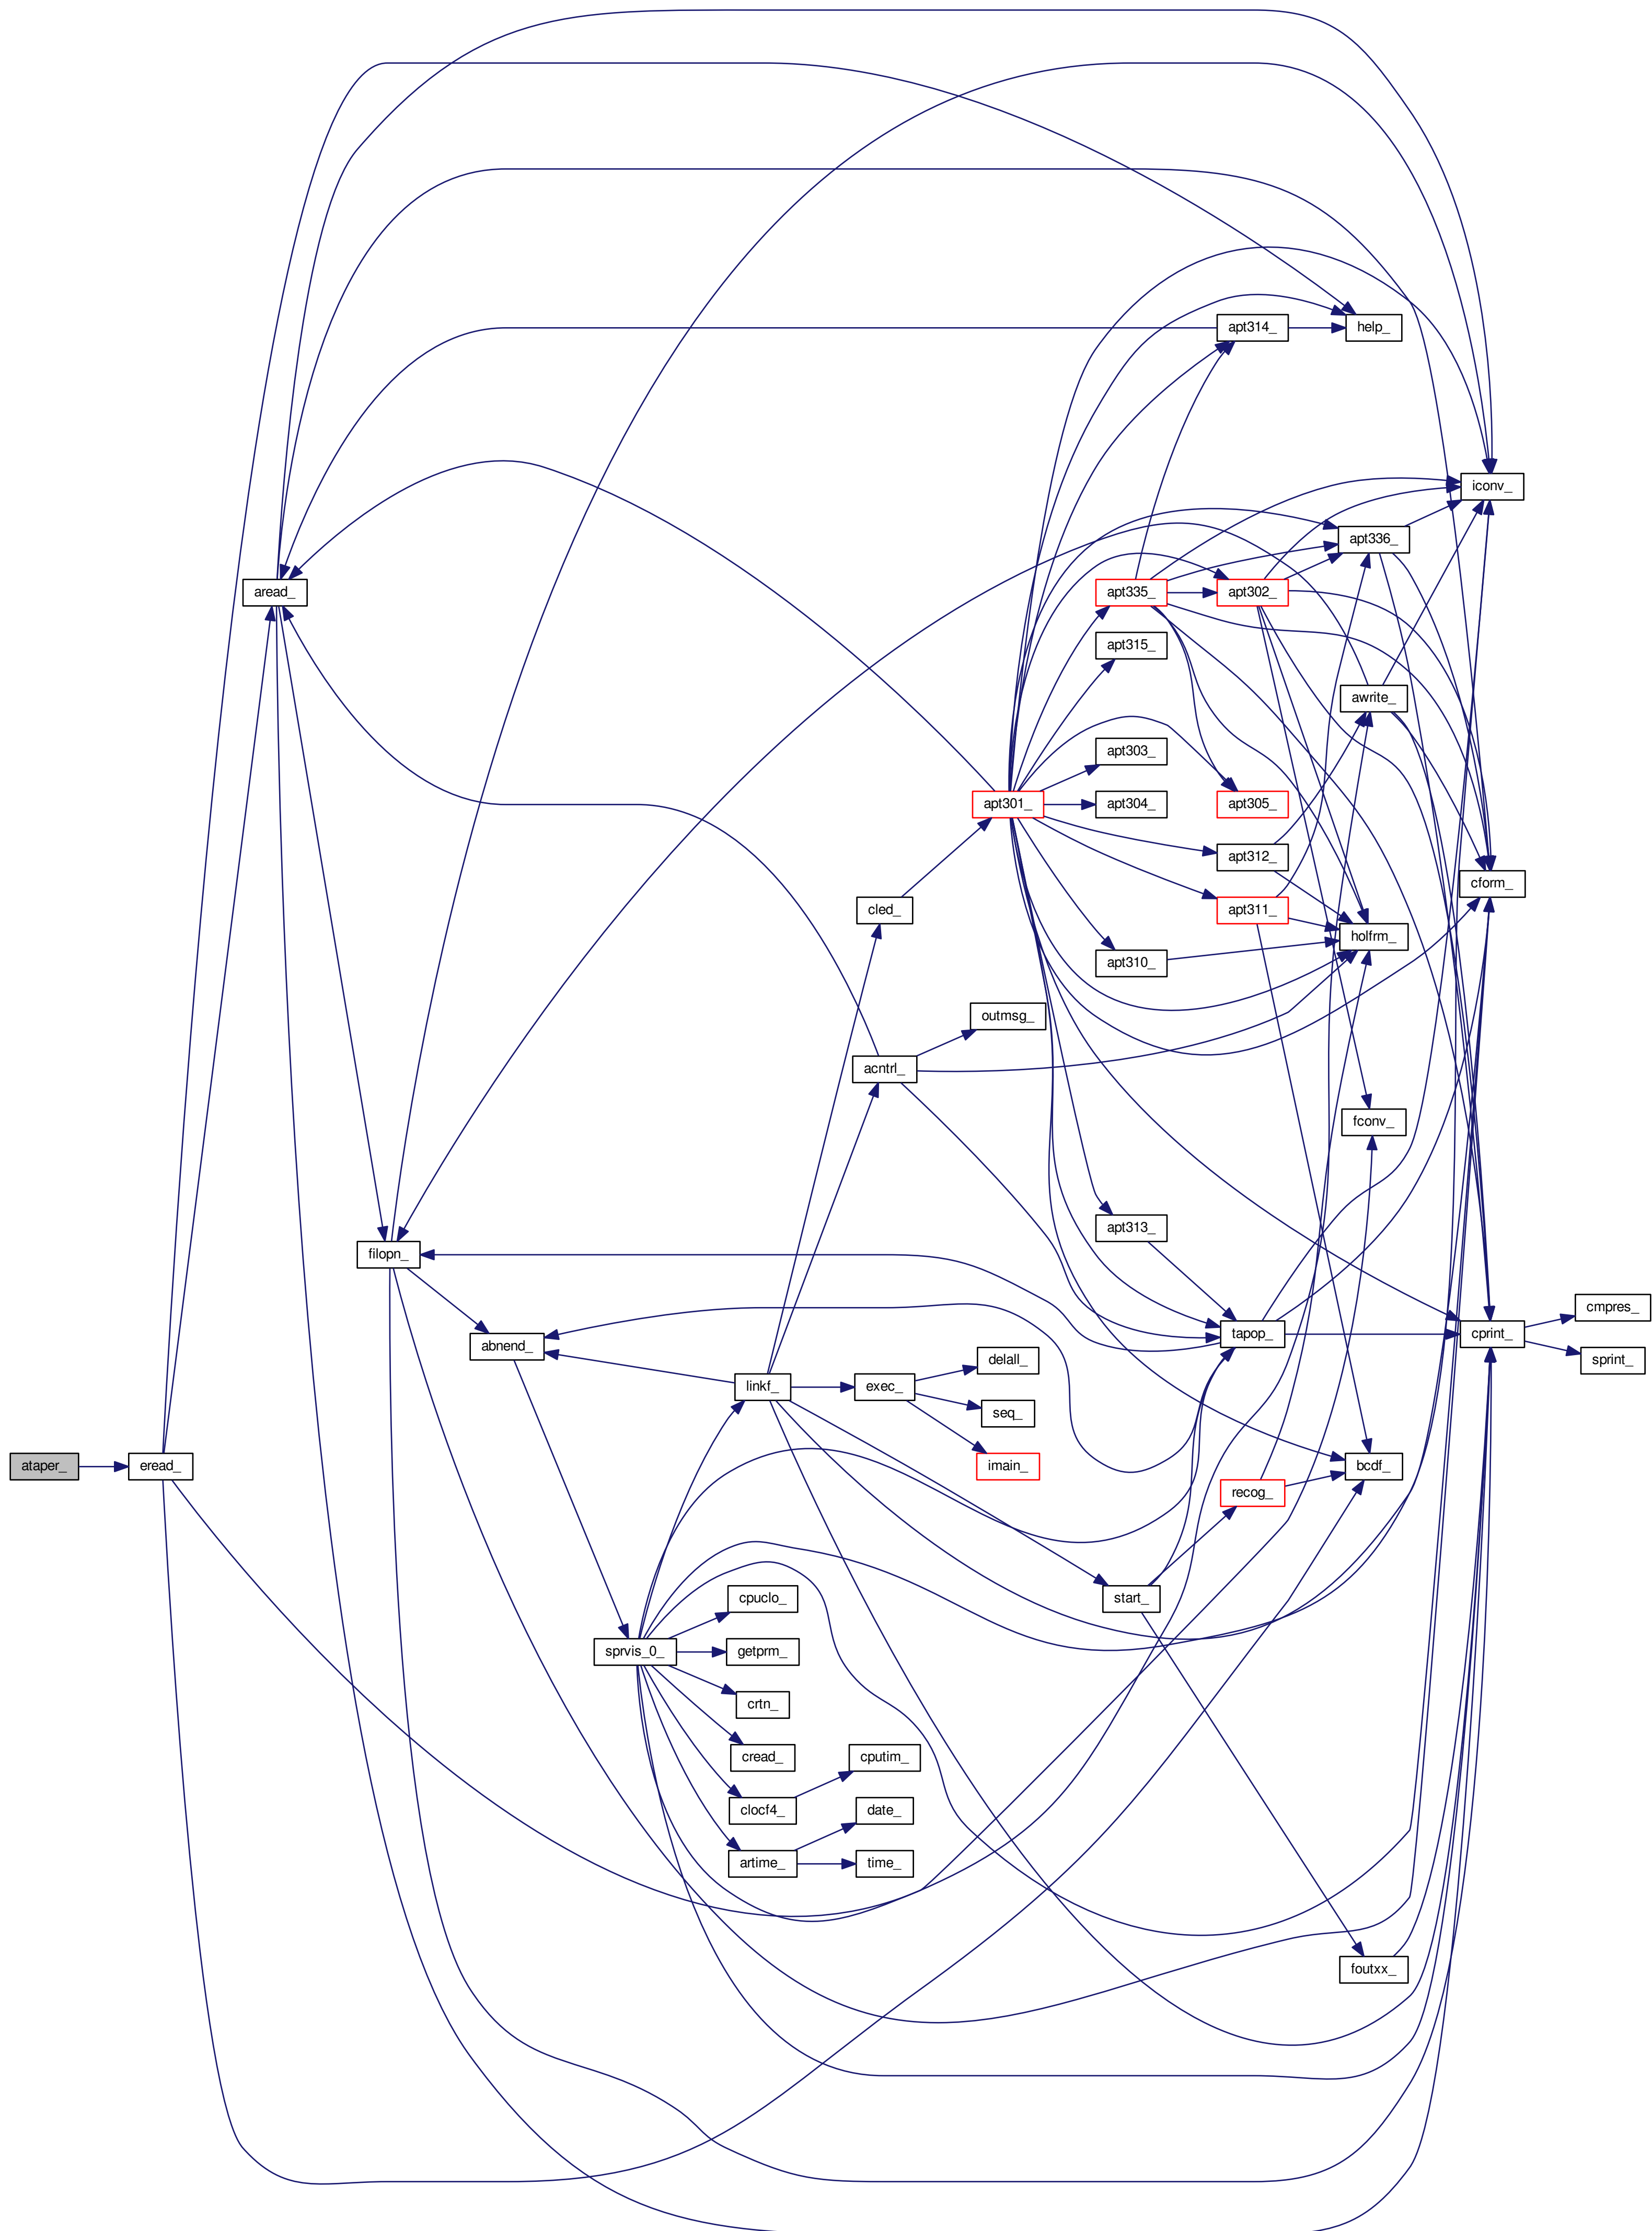 apt314_
help_
iconv_
apt336_
aread_
apt335_
apt302_
apt315_
awrite_
apt303_
apt301_
apt304_
apt305_
apt312_
cform_
cled_
apt311_
holfrm_
apt310_
outmsg_
acntrl_
fconv_
apt313_
filopn_
cmpres_
abnend_
tapop_
cprint_
delall_
sprint_
linkf_
exec_
seq_
ataper_
eread_
imain_
bcdf_
recog_
cpuclo_
start_
sprvis_0_
getprm_
crtn_
cread_
cputim_
clocf4_
date_
artime_
time_
foutxx_